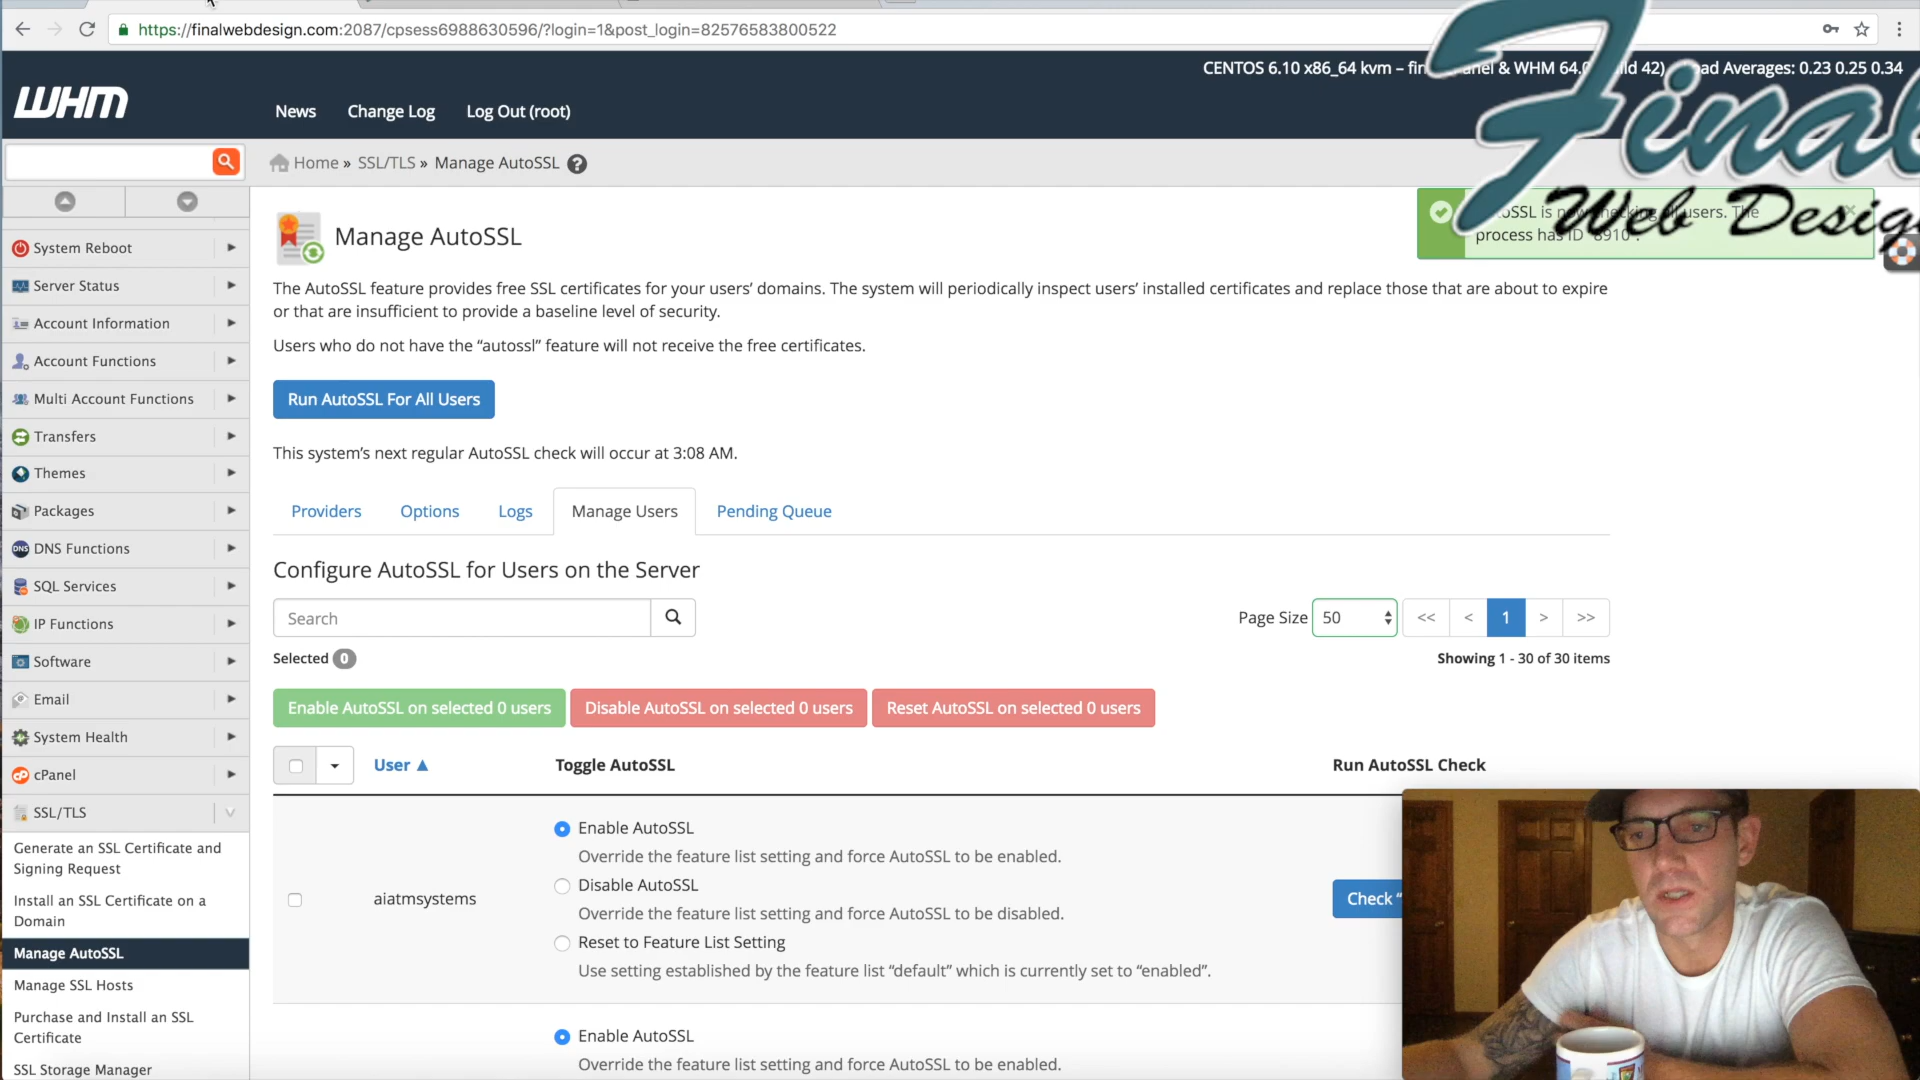 https://finalwebdesign.com:2087/cpsess6988630596/?login=1&post_login=82576583800522
CENTOS 6.10 x86_64 kvm – fin
& WHM 64.
42)
Averages: 0.23 0.25 0.34
WHM
News
Change Log
Log Out (root)
Final
Web Design
Home » SSL/TLS » Manage AutoSSL
Manage AutoSSL
SSL is now checking all users. The
process has ID "8910".
The AutoSSL feature provides free SSL certificates for your users’ domains. The system will periodically inspect users’ installed certificates and replace those that are about to expire
or that are insufficient to provide a baseline level of security.
Users who do not have the “autossl” feature will not receive the free certificates.
Run AutoSSL For All Users
This system’s next regular AutoSSL check will occur at 3:08 AM.
Providers
Options
Logs
Manage Users
Pending Queue
Configure AutoSSL for Users on the Server
Search
Page Size 50 << < 1 > >>
Selected 0
Showing 1 - 30 of 30 items
Enable AutoSSL on selected 0 users
Disable AutoSSL on selected 0 users
Reset AutoSSL on selected 0 users
User
Toggle AutoSSL
Run AutoSSL Check
aiatmsystems
Enable AutoSSL
Override the feature list setting and force AutoSSL to be enabled.
Disable AutoSSL
Override the feature list setting and force AutoSSL to be disabled.
Reset to Feature List Setting
Use setting established by the feature list “default” which is currently set to “enabled”.
Check “
Enable AutoSSL
Override the feature list setting and force AutoSSL to be enabled.
System Reboot
Server Status
Account Information
Account Functions
Multi Account Functions
Transfers
Themes
Packages
DNS Functions
SQL Services
IP Functions
Software
Email
System Health
cPanel
SSL/TLS
Generate an SSL Certificate and
Signing Request
Install an SSL Certificate on a
Domain
Manage AutoSSL
Manage SSL Hosts
Purchase and Install an SSL
Certificate
SSL Storage Manager